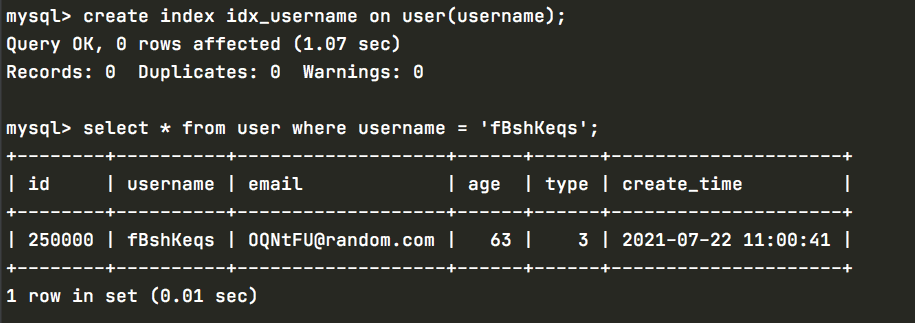 mysql> create index idx_username on user(username);
Query OK, 0 rows affected (1.07 sec)
Records: 0  Duplicates: 0  Warnings: 0

mysql> select * from user where username = 'fBshKeqs';
+--------+----------+------------------+------+------+---------------------+
| id     | username | email            | age  | type | create_time         |
+--------+----------+------------------+------+------+---------------------+
| 250000 | fBshKeqs | OQNtFU@random.com |   63 |    3 | 2021-07-22 11:00:41 |
+--------+----------+------------------+------+------+---------------------+
1 row in set (0.01 sec)